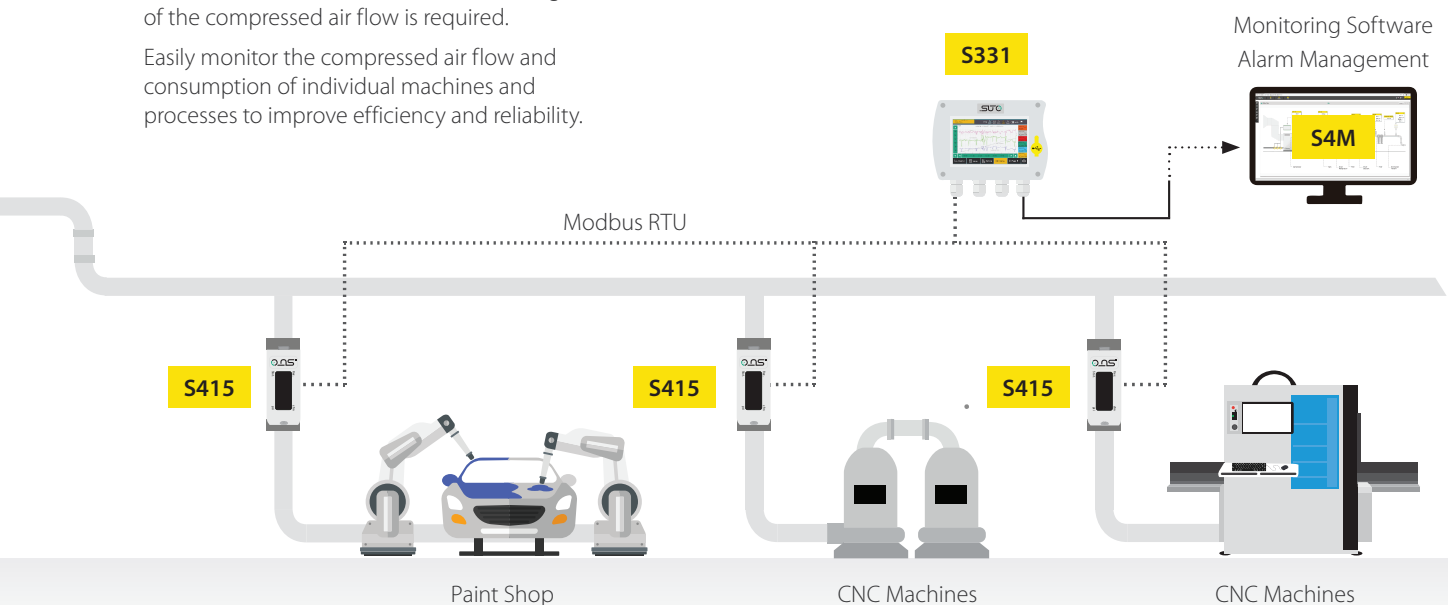 of the compressed air flow is required.
Easily monitor the compressed air flow and
consumption of individual machines and
processes to improve efficiency and reliability.
Monitoring Software
Alarm Management
S331
SUTO
S4M
Modbus RTU
S415
S415
S415
Paint Shop
CNC Machines
CNC Machines